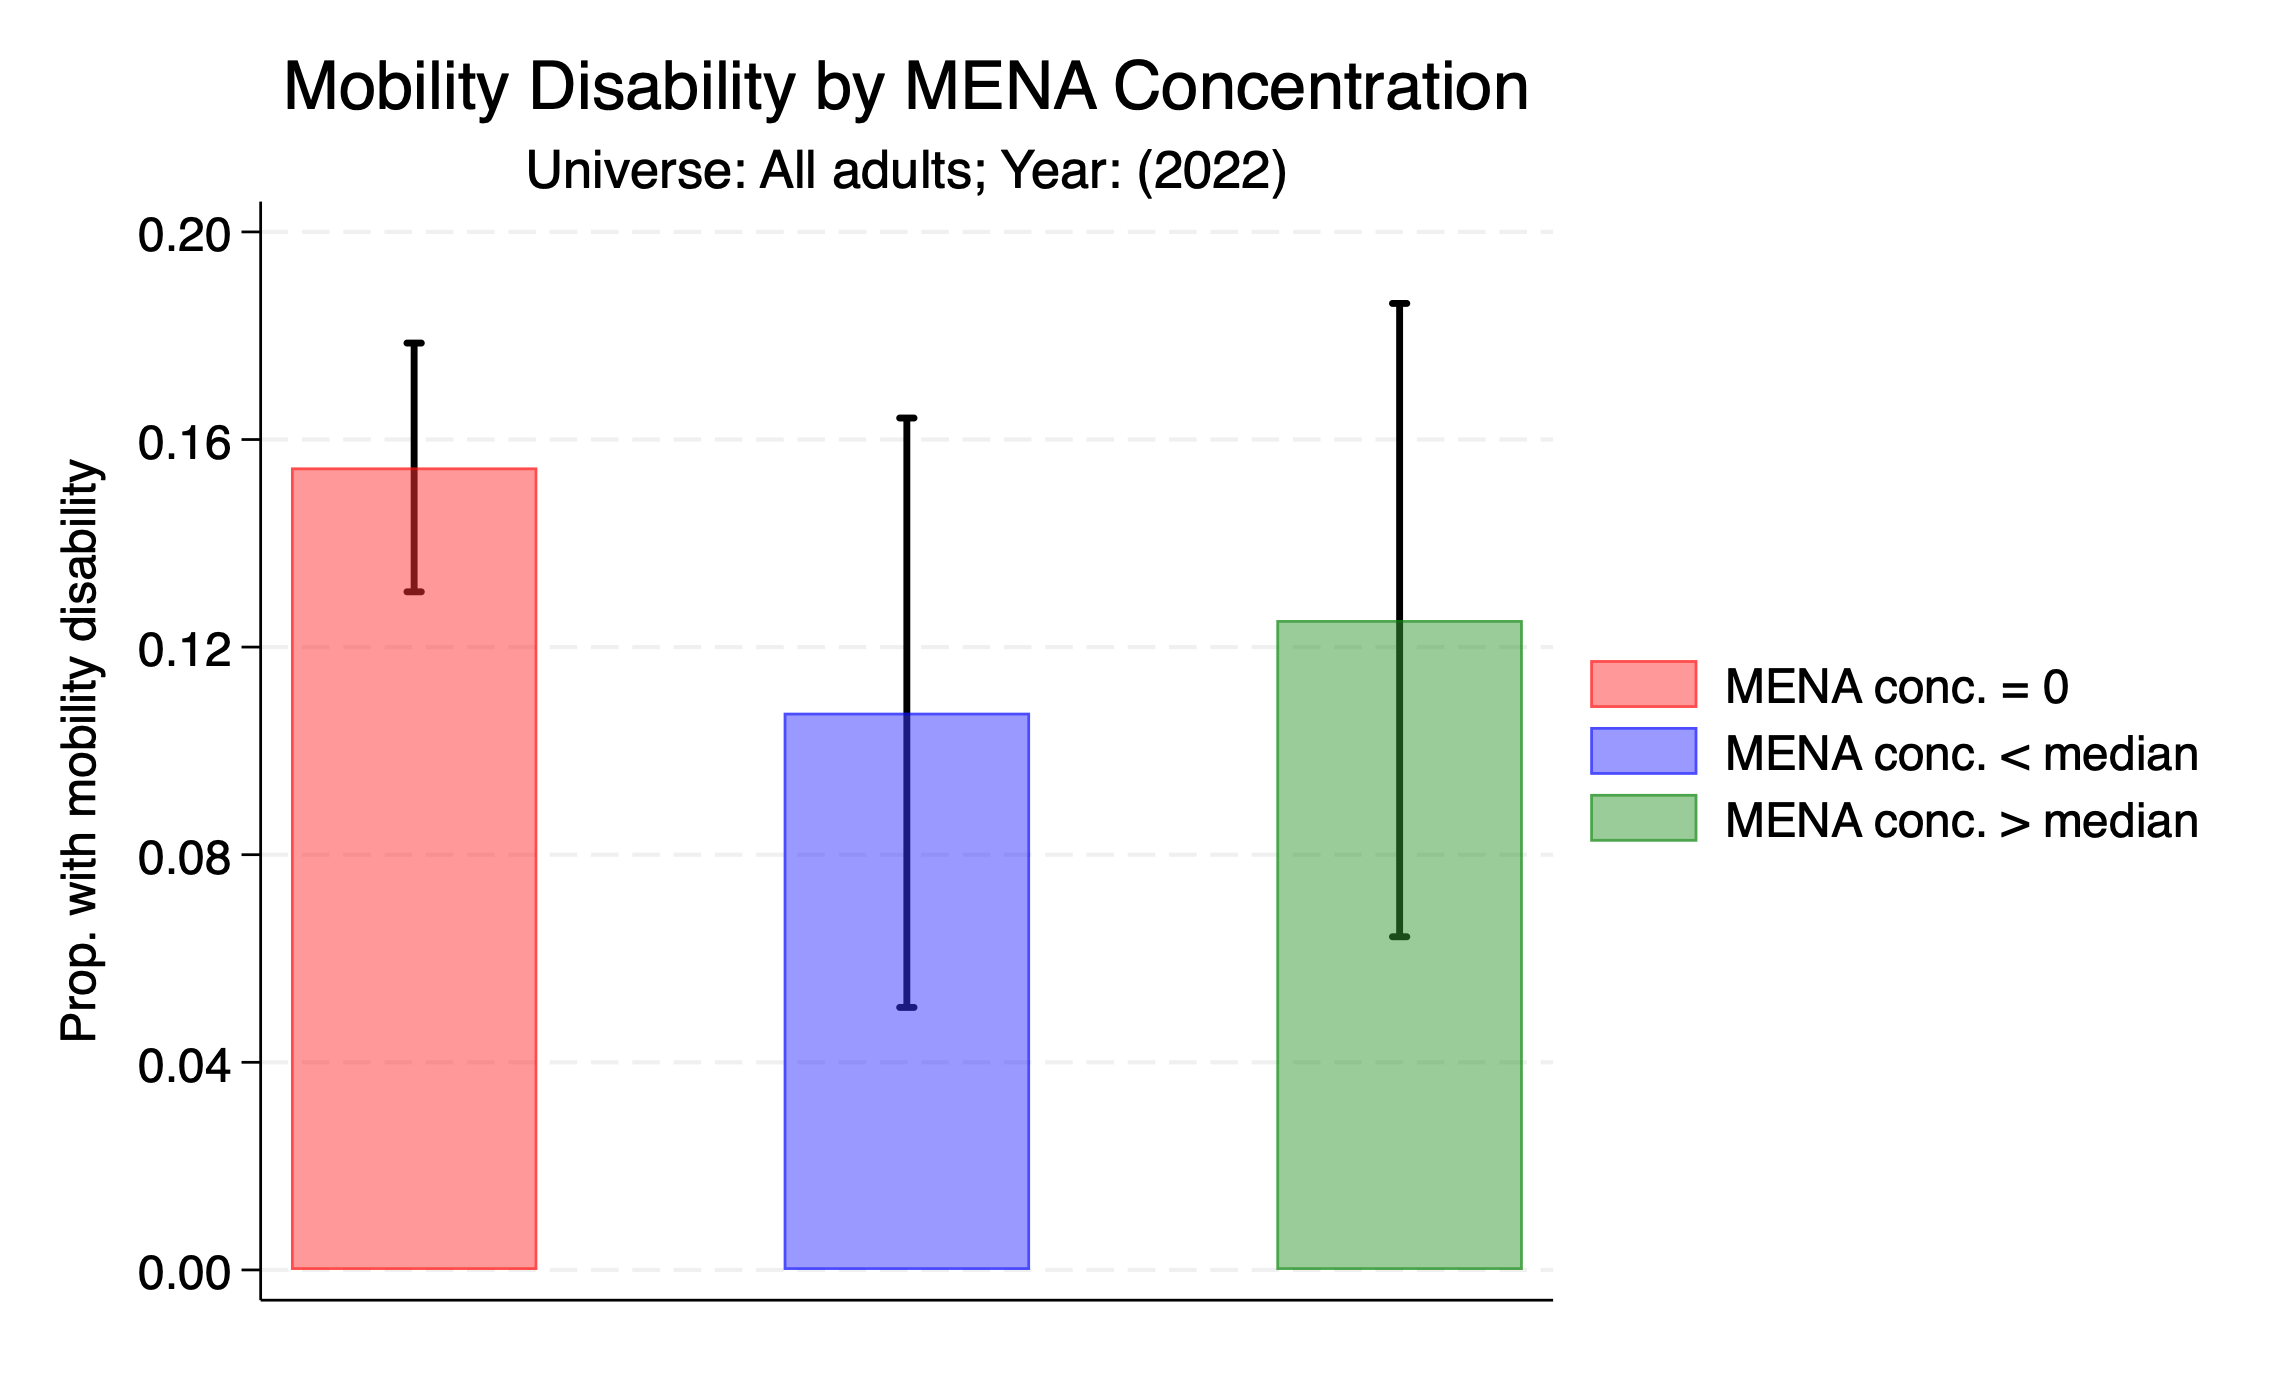 Mobility Disability by MENA Concentration
Universe: All adults; Year: (2022)
Prop. with mobility disability
0.20
0.16
0.12
0.08
0.04
0.00
MENA conc. = 0
MENA conc. < median
MENA conc. > median